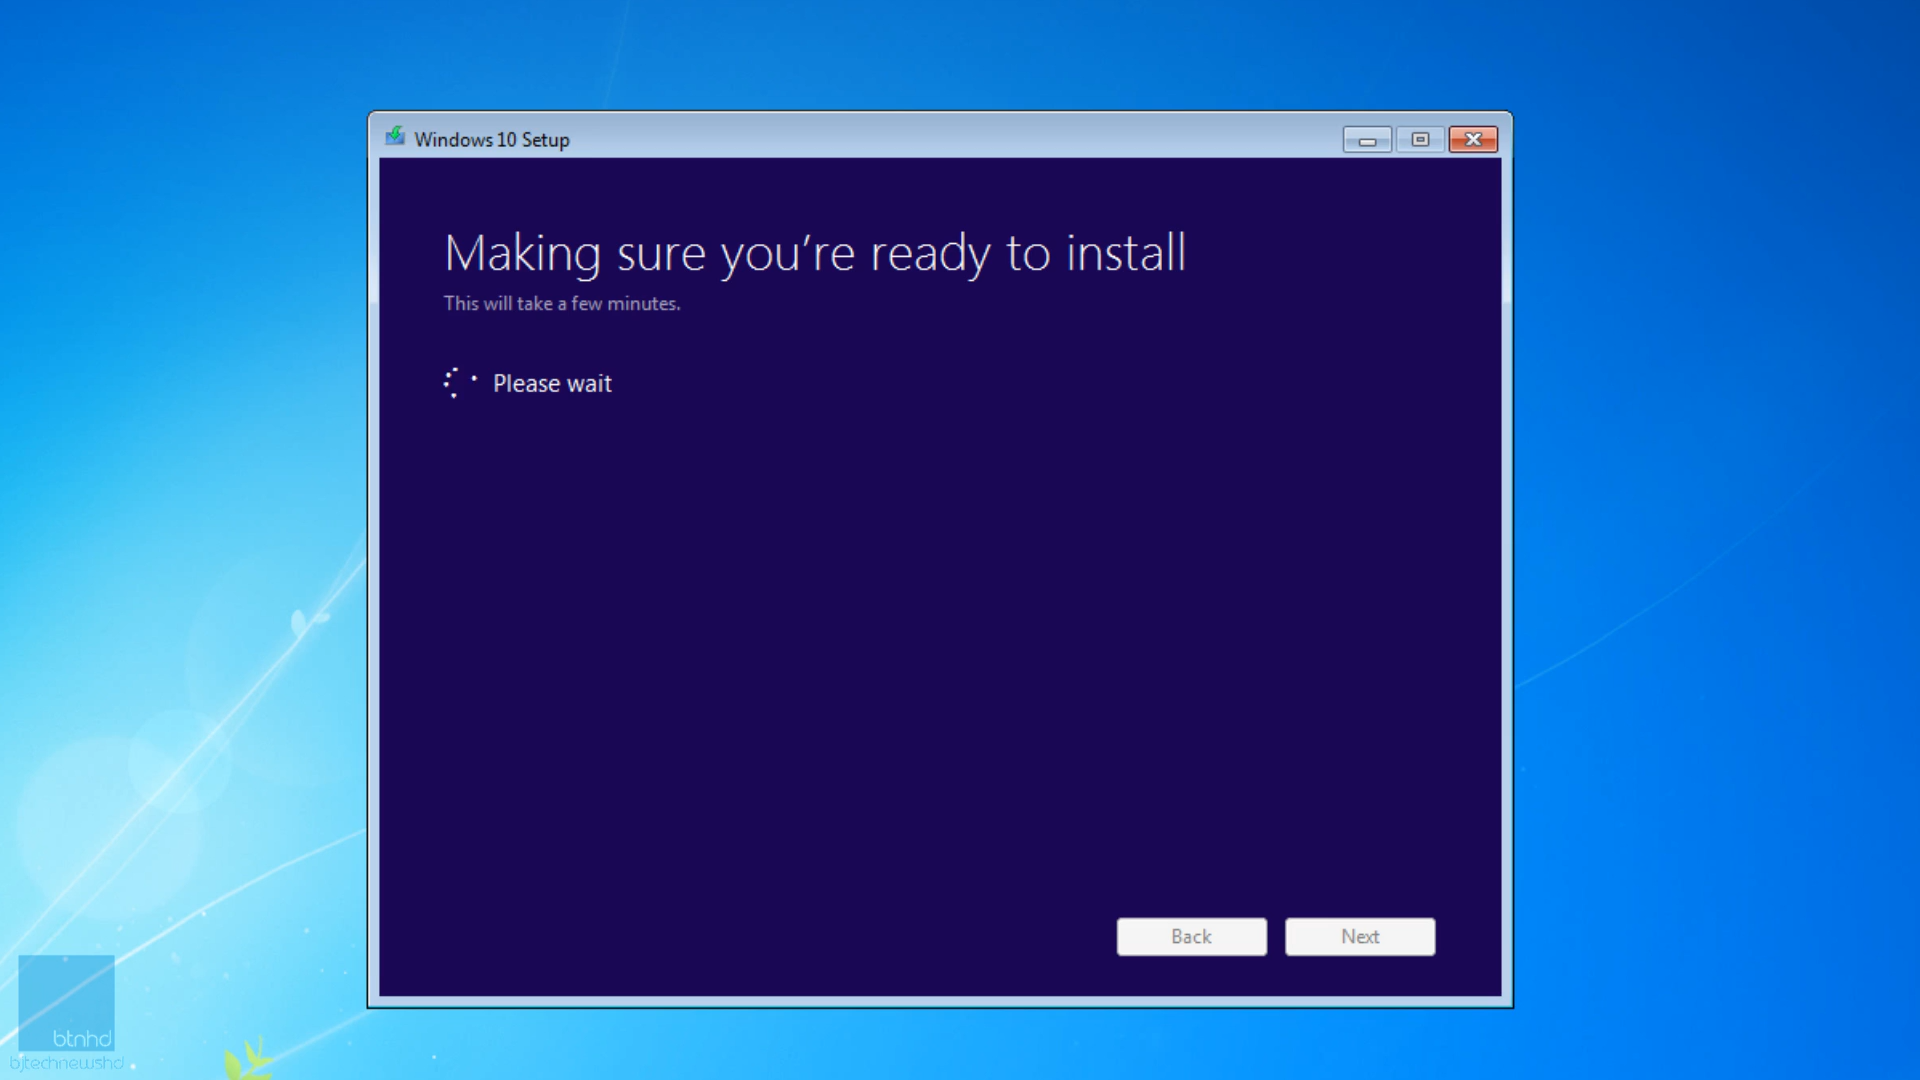 Windows 10 Setup
Making sure you're ready to install
This will take a few minutes.
Please wait
Back
Next
btnhd
bjtechnewshd